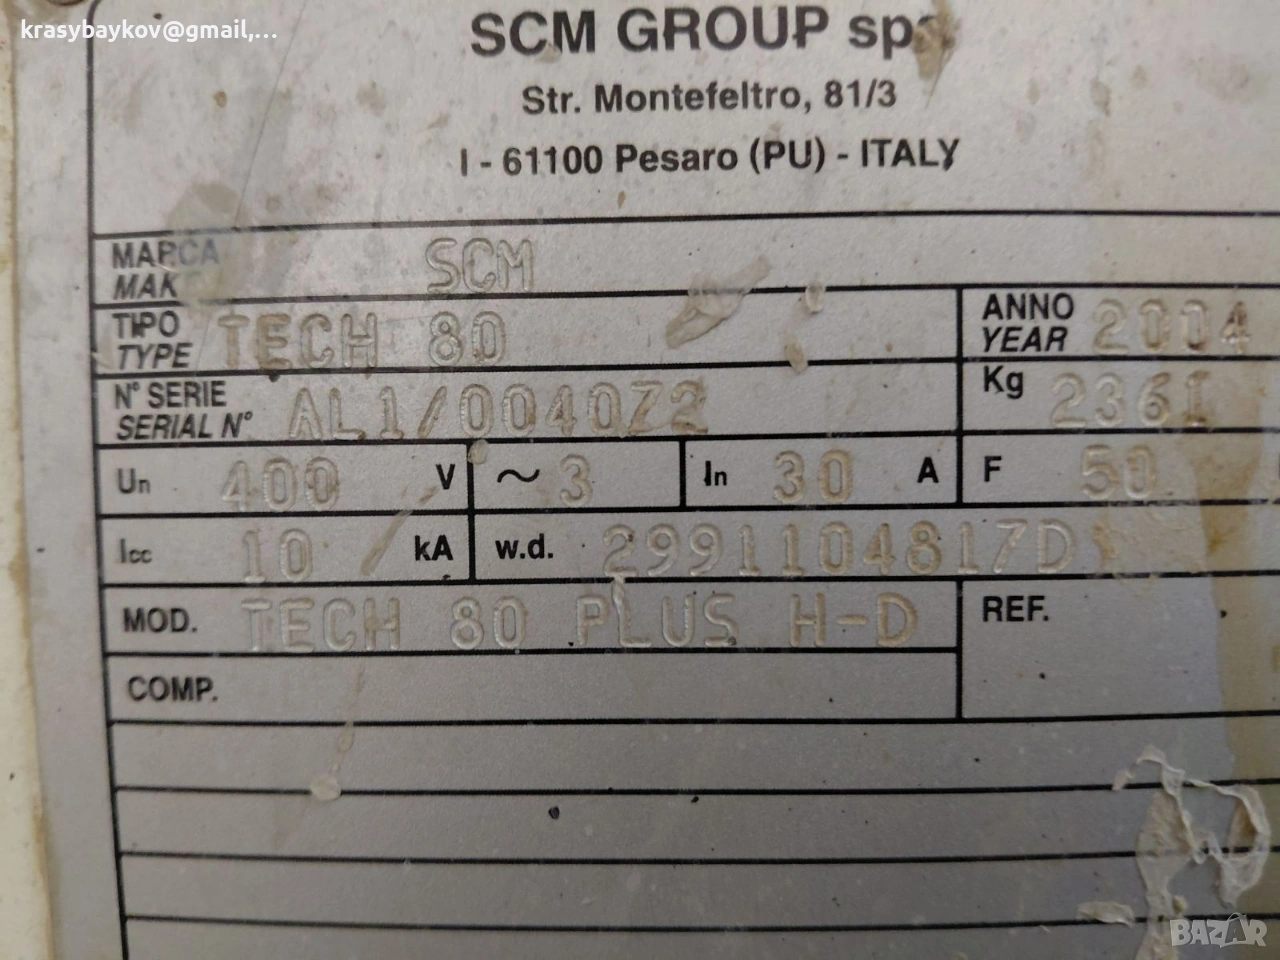 krasybaykov@gmail,...
SCM GROUP spa
Str. Montefeltro, 81/3
I - 61100 Pesaro (PU) - ITALY
MARCA
MAKE SCM
TIPO
TYPE TECH 80
ANNO
YEAR 2004
N° SERIE
SERIAL N° AL1/004072
Kg 2361
Un 400 V ~ 3 In 30 A F 50
Icc 10 kA w.d. 2991104817D
MOD. TECH 80 PLUS H-D REF.
COMP.
BAZAR